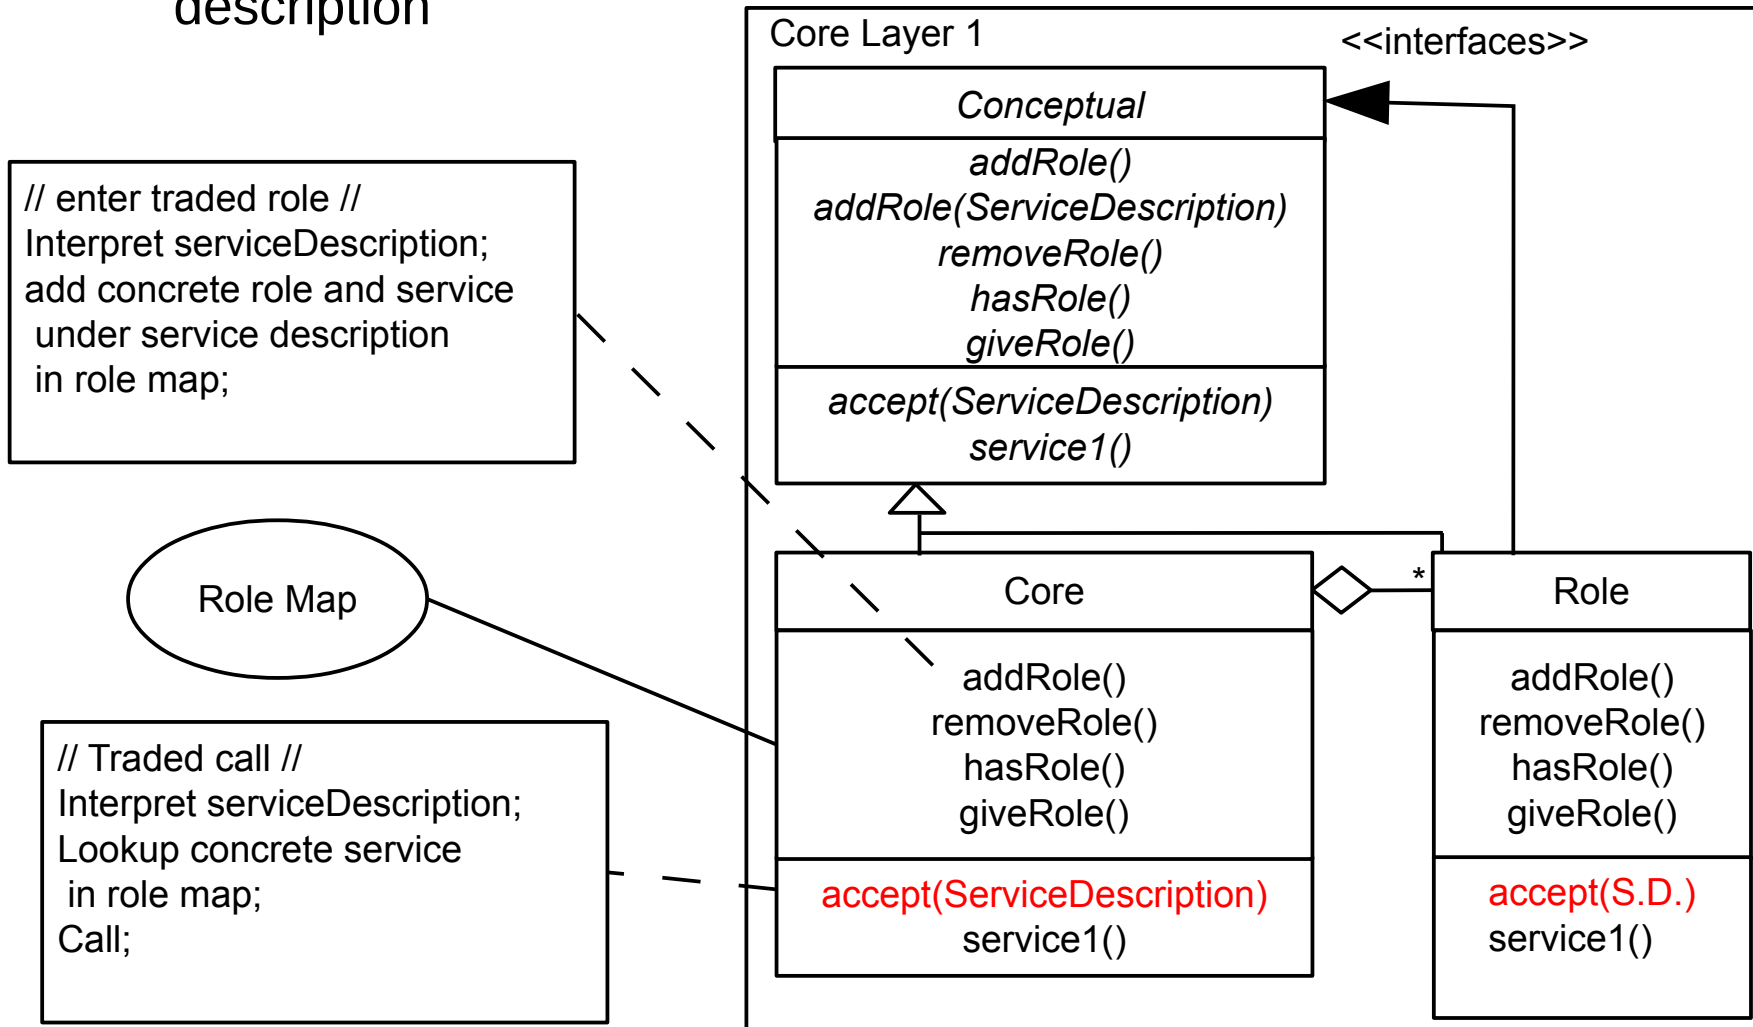 description
Core Layer 1
<<interfaces>>
Conceptual
addRole()
addRole(ServiceDescription)
removeRole()
hasRole()
giveRole()
accept(ServiceDescription)
service1()
// enter traded role //
Interpret serviceDescription;
add concrete role and service
under service description
in role map;
Role Map
Core
*
Role
addRole()
removeRole()
hasRole()
giveRole()
accept(ServiceDescription)
service1()
addRole()
removeRole()
hasRole()
giveRole()
accept(S.D.)
service1()
// Traded call //
Interpret serviceDescription;
Lookup concrete service
in role map;
Call;